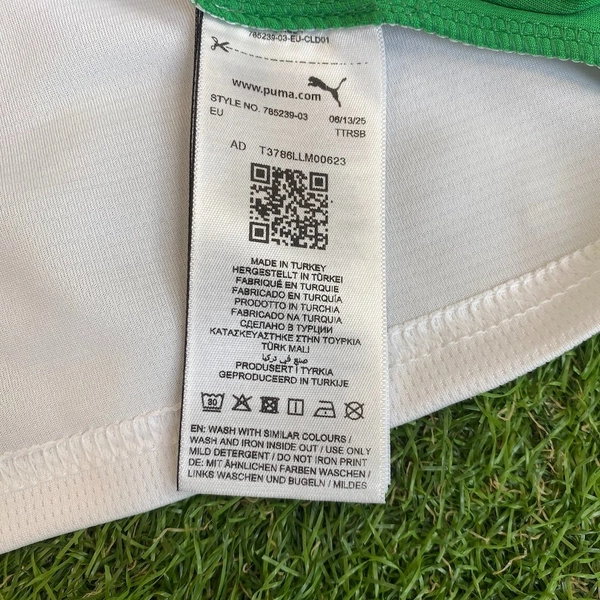 785239-03-EU-CLD01
www.puma.com
STYLE NO. 785239-03 06/13/25
EU TTRSB
AD T3786LLM00623
MADE IN TURKEY
HERGESTELLT IN TÜRKEI
FABRIQUÉ EN TURQUIE
FABRICADO EN TURQUÍA
PRODOTTO IN TURCHIA
FABRICADO NA TURQUIA
СДЕЛАНО В ТУРЦИИ
ΚΑΤΑΣΚΕΥΑΣΤΗΚΕ ΣΤΗΝ ΤΟΥΡΚΙΑ
TÜRK MALI
صنع في تركيا
PRODUSERT I TYRKIA
GEPRODUCEERD IN TURKIJE
30
EN: WASH WITH SIMILAR COLOURS /
WASH AND IRON INSIDE OUT / USE ONLY
MILD DETERGENT / DO NOT IRON PRINT
DE: MIT ÄHNLICHEN FARBEN WASCHEN /
LINKS WASCHEN UND BÜGELN / MILDES